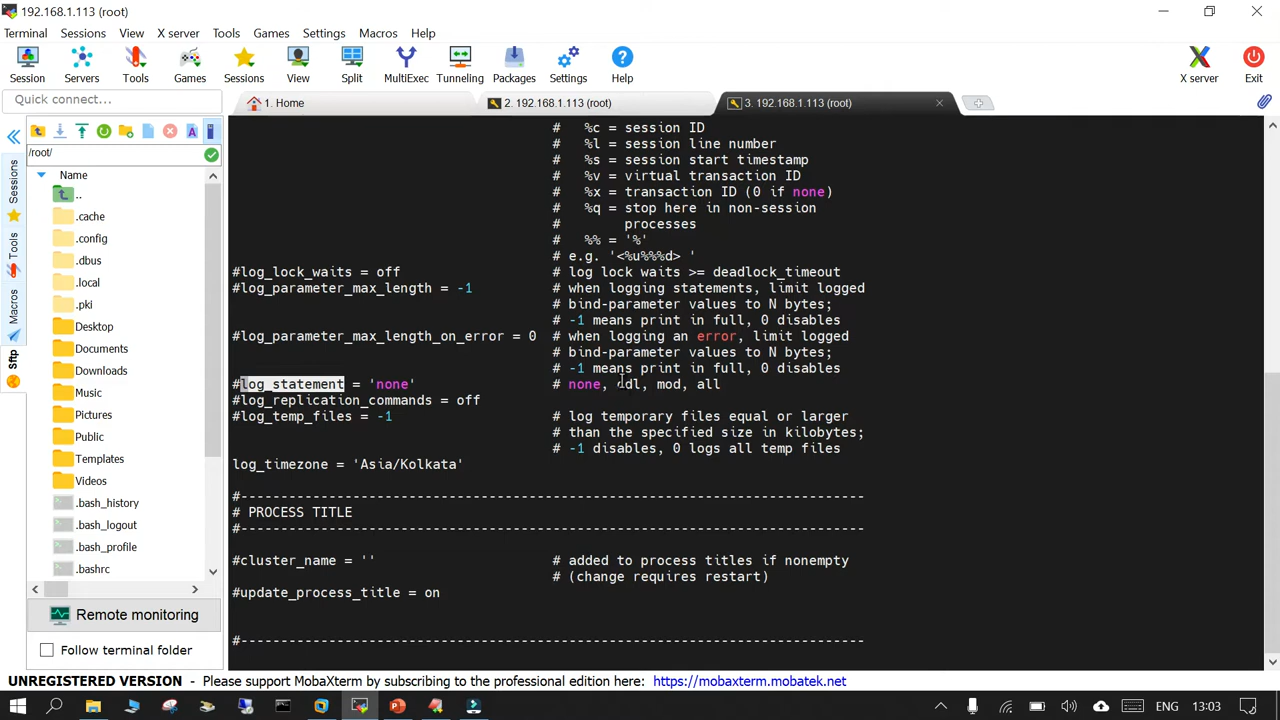 192.168.1.113 (root)
Terminal Sessions View X server Tools Games Settings Macros Help
Session Servers Tools Games Sessions View Split MultiExec Tunneling Packages Settings Help X server Exit
Quick connect...
1. Home
2. 192.168.1.113 (root)
3. 192.168.1.113 (root)
/root/
Name
..
.cache
.config
.dbus
.local
.pki
Desktop
Documents
Downloads
Music
Pictures
Public
Templates
Videos
.bash_history
.bash_logout
.bash_profile
.bashrc
Sessions
Tools
Macros
Sftp
Remote monitoring
Follow terminal folder
# %c = session ID
# %l = session line number
# %s = session start timestamp
# %v = virtual transaction ID
# %x = transaction ID (0 if none)
# %q = stop here in non-session
# processes
# %% = '%'
# e.g. '<%u%%%d> '
#log_lock_waits = off # log lock waits >= deadlock_timeout
#log_parameter_max_length = -1 # when logging statements, limit logged
# bind-parameter values to N bytes;
# -1 means print in full, 0 disables
#log_parameter_max_length_on_error = 0 # when logging an error, limit logged
# bind-parameter values to N bytes;
# -1 means print in full, 0 disables
#log_statement = 'none' # none, ddl, mod, all
#log_replication_commands = off
#log_temp_files = -1 # log temporary files equal or larger
# than the specified size in kilobytes;
# -1 disables, 0 logs all temp files
log_timezone = 'Asia/Kolkata'
#------------------------------------------------------------------------------
# PROCESS TITLE
#------------------------------------------------------------------------------
#cluster_name = '' # added to process titles if nonempty
# (change requires restart)
#update_process_title = on
#------------------------------------------------------------------------------
UNREGISTERED VERSION - Please support MobaXterm by subscribing to the professional edition here: https://mobaxterm.mobatek.net
ENG 13:03